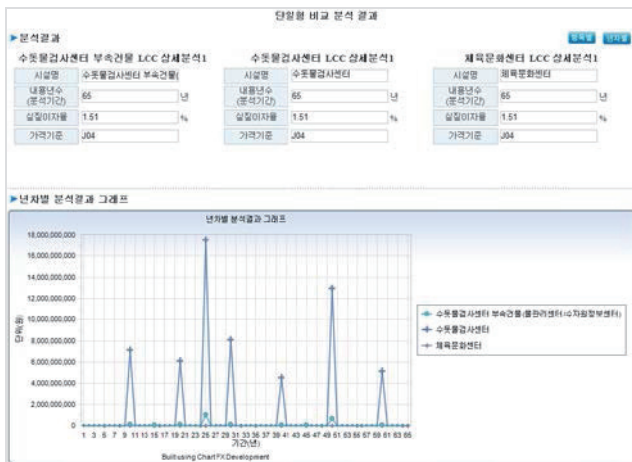 단일형 비교 분석 결과
▶분석결과
항목별 년차별
수돗물검사센터 부속건물 LCC 상세분석1 수돗물검사센터 LCC 상세분석1 체육문화센터 LCC 상세분석1
시설명 수돗물검사센터 부속건물( 시설명 수돗물검사센터 시설명 체육문화센터
내용년수 (분석기간) 65 년 내용년수 (분석기간) 65 년 내용년수 (분석기간) 65 년
실질이자율 1.51 % 실질이자율 1.51 % 실질이자율 1.51 %
가격기준 J04 가격기준 J04 가격기준 J04
▶년차별 분석결과 그래프
년차별 분석결과 그래프
18,000,000,000
16,000,000,000
14,000,000,000
12,000,000,000
10,000,000,000
8,000,000,000
6,000,000,000
4,000,000,000
2,000,000,000
0
단위(원)
1 3 5 7 9 11 13 15 17 19 21 23 25 27 29 31 33 35 37 39 41 43 45 47 49 51 53 55 57 59 61 63 65
기간(년)
수돗물검사센터 부속건물(물관리센터/수자원정보센터)
수돗물검사센터
체육문화센터
Built using Chart FX Development